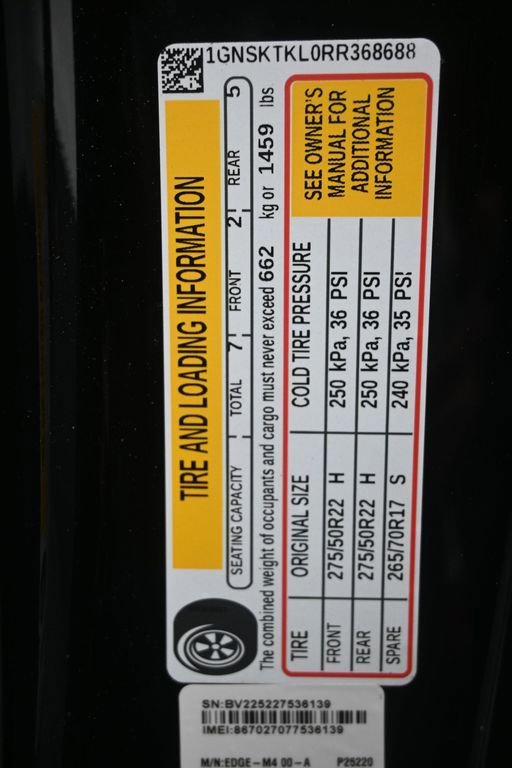 1GNSKTKL0RR368688
TIRE AND LOADING INFORMATION
SEATING CAPACITY TOTAL 7 FRONT 2 REAR 5
The combined weight of occupants and cargo must never exceed 662 kg or 1459 lbs
TIRE ORIGINAL SIZE COLD TIRE PRESSURE
FRONT 275/50R22 H 250 kPa, 36 PSI
REAR 275/50R22 H 250 kPa, 36 PSI
SPARE 265/70R17 S 240 kPa, 35 PSI
SEE OWNER'S
MANUAL FOR
ADDITIONAL
INFORMATION
SN:BV225227536139
IMEI:867027077536139
M/N:EDGE-M4 00-A P25220